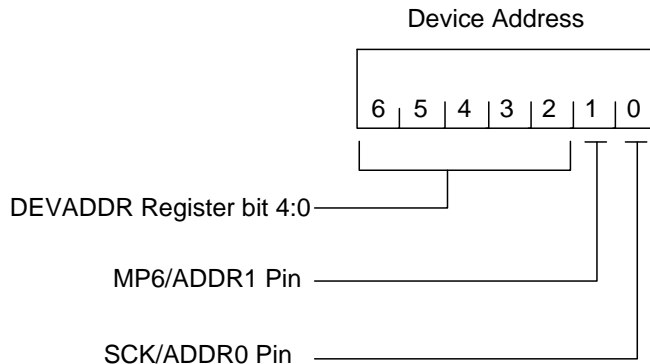 Device Address
6 5 4 3 2 1 0
DEVADDR Register bit 4:0
MP6/ADDR1 Pin
SCK/ADDR0 Pin